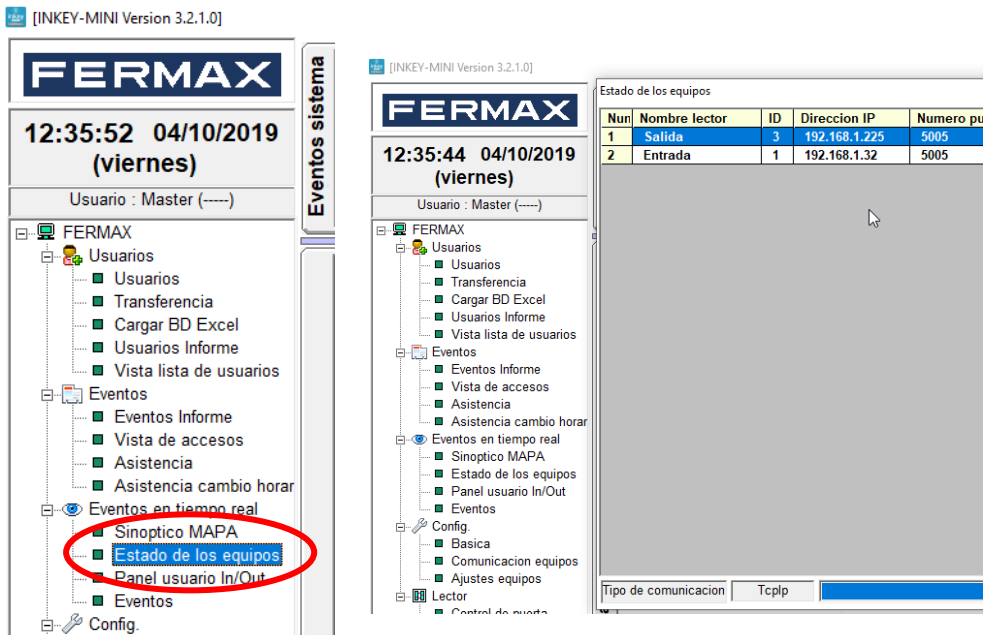 [INKEY-MINI Version 3.2.1.0]
FERMAX
12:35:52 04/10/2019
(viernes)
Usuario : Master (-----)
Eventos sistema
FERMAX
Usuarios
Usuarios
Transferencia
Cargar BD Excel
Usuarios Informe
Vista lista de usuarios
Eventos
Eventos Informe
Vista de accesos
Asistencia
Asistencia cambio horar
Eventos en tiempo real
Sinoptico MAPA
Estado de los equipos
Panel usuario In/Out
Eventos
Config.
[INKEY-MINI Version 3.2.1.0]
FERMAX
12:35:44 04/10/2019
(viernes)
Usuario : Master (-----)
FERMAX
Usuarios
Usuarios
Transferencia
Cargar BD Excel
Usuarios Informe
Vista lista de usuarios
Eventos
Eventos Informe
Vista de accesos
Asistencia
Asistencia cambio horar
Eventos en tiempo real
Sinoptico MAPA
Estado de los equipos
Panel usuario In/Out
Eventos
Config.
Basica
Comunicacion equipos
Ajustes equipos
Lector
Control de puerta
Estado de los equipos
Num Nombre lector ID Direccion IP Numero pu
1 Salida 3 192.168.1.225 5005
2 Entrada 1 192.168.1.32 5005
Tipo de comunicacion TcpIp